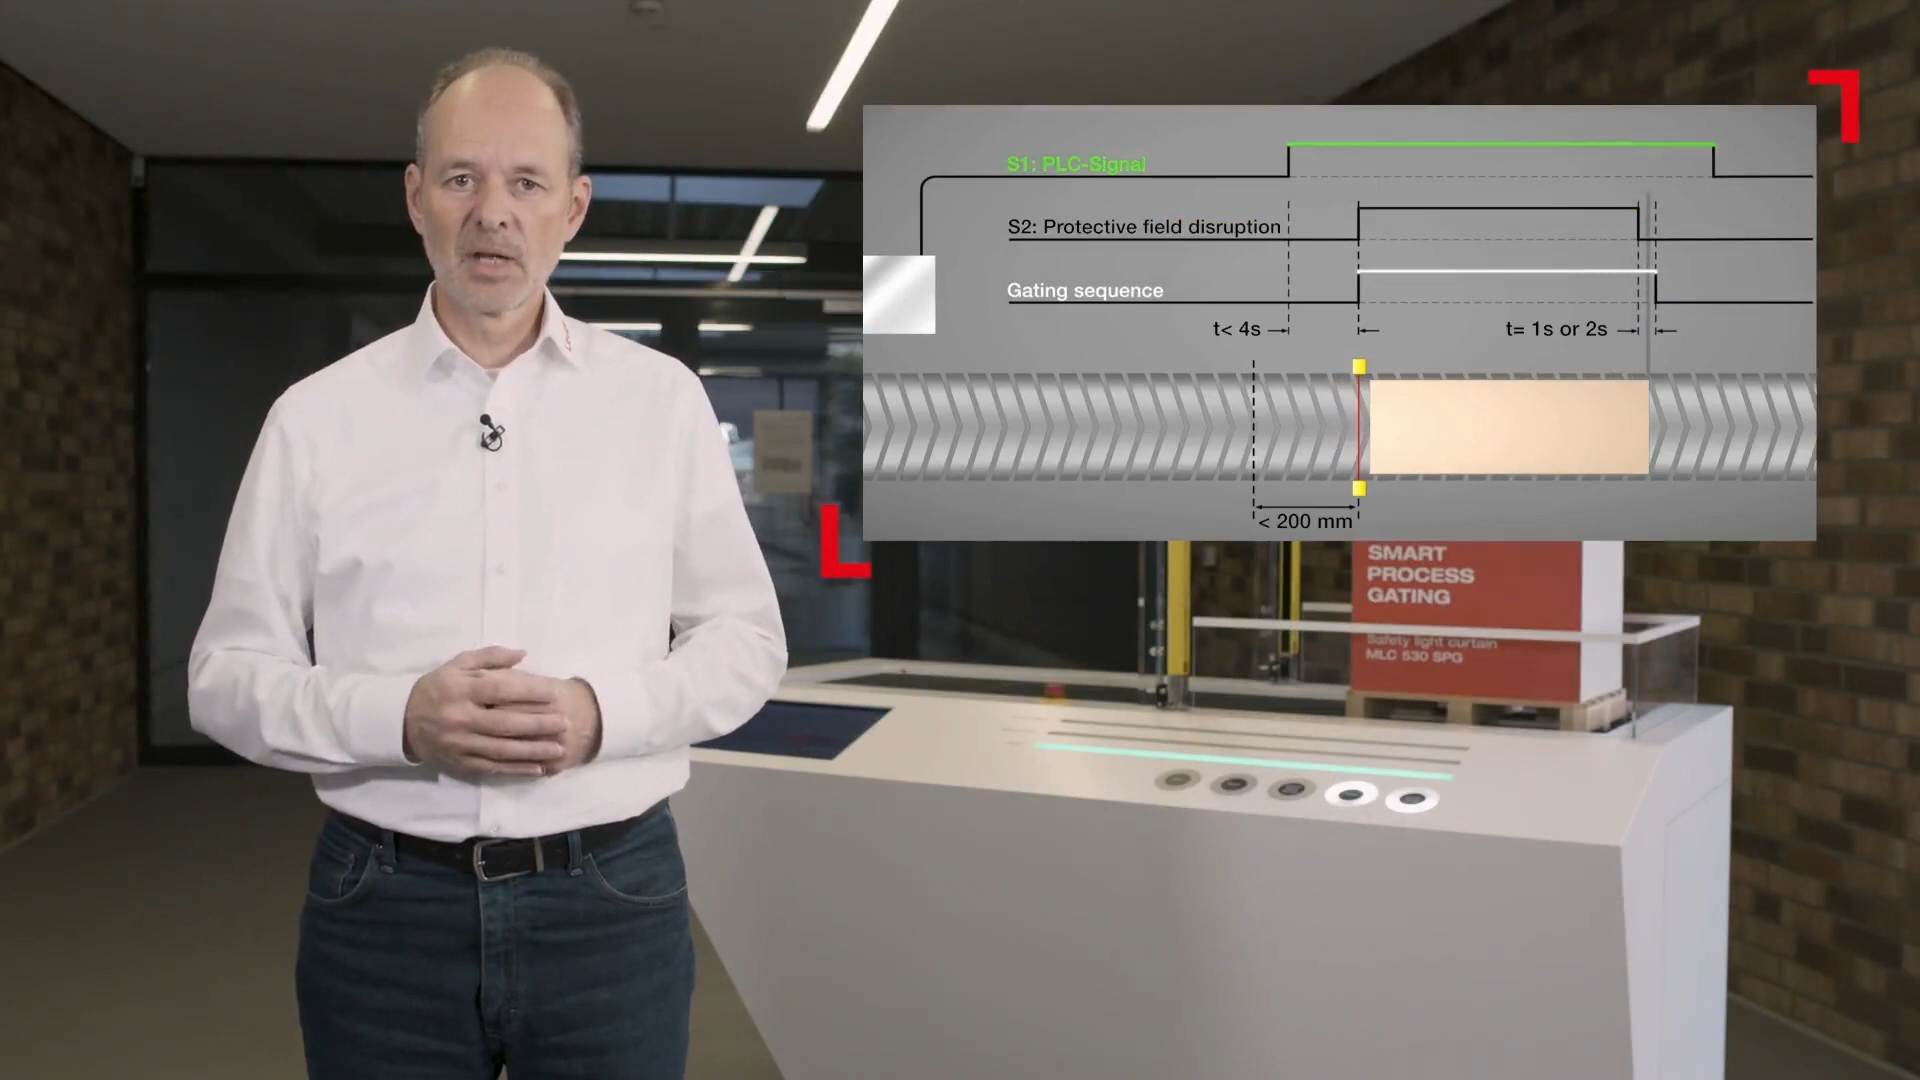 S1: PLC-Signal
S2: Protective field disruption
Gating sequence
t< 4s
t= 1s or 2s
< 200 mm
SMART
PROCESS
GATING
Safety light curtain
MLC 530 SPG